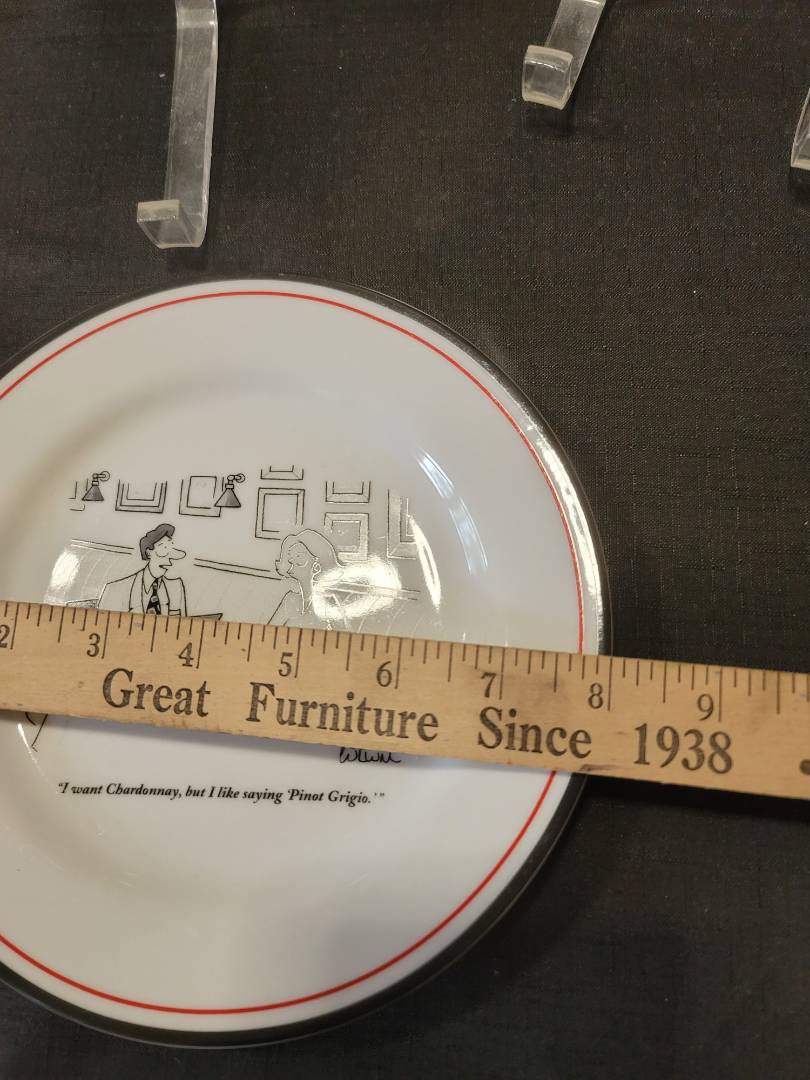 2 3 4 5 6 7 8 9
Great Furniture Since 1938
"I want Chardonnay, but I like saying 'Pinot Grigio.'"